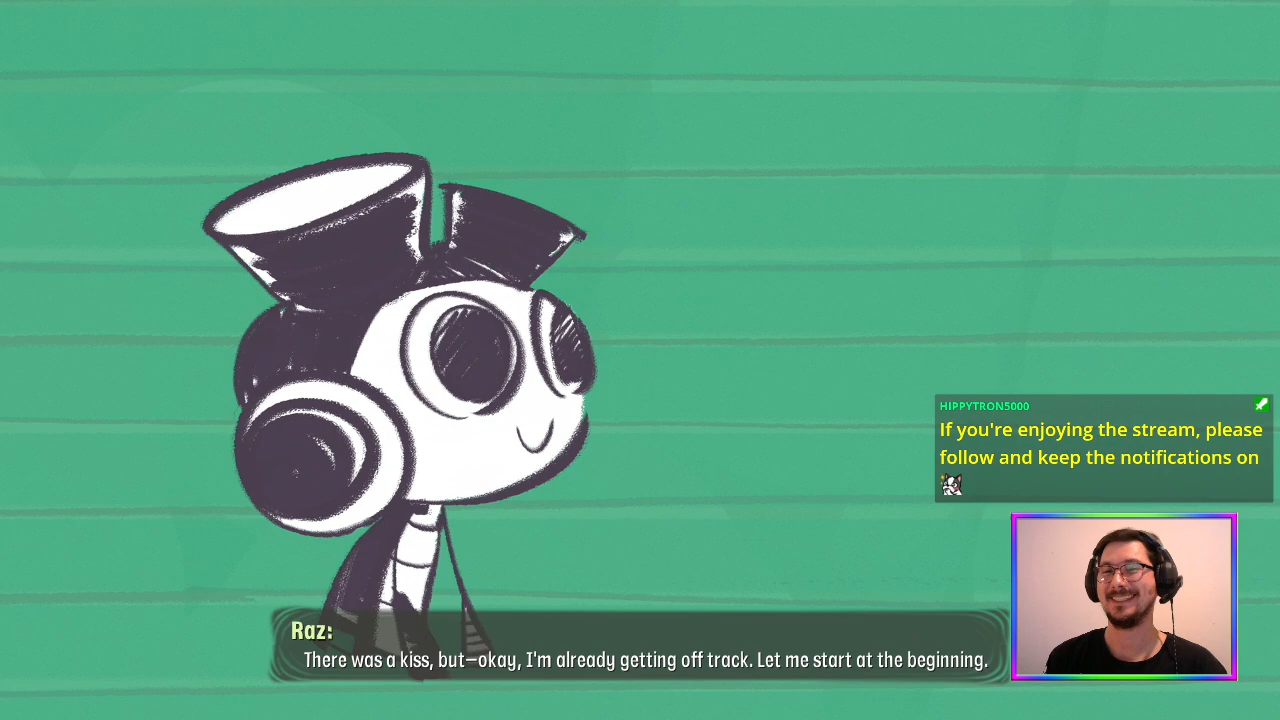 HIPPYTRON5000
If you're enjoying the stream, please
follow and keep the notifications on
Raz:
There was a kiss, but—okay, I'm already getting off track. Let me start at the beginning.